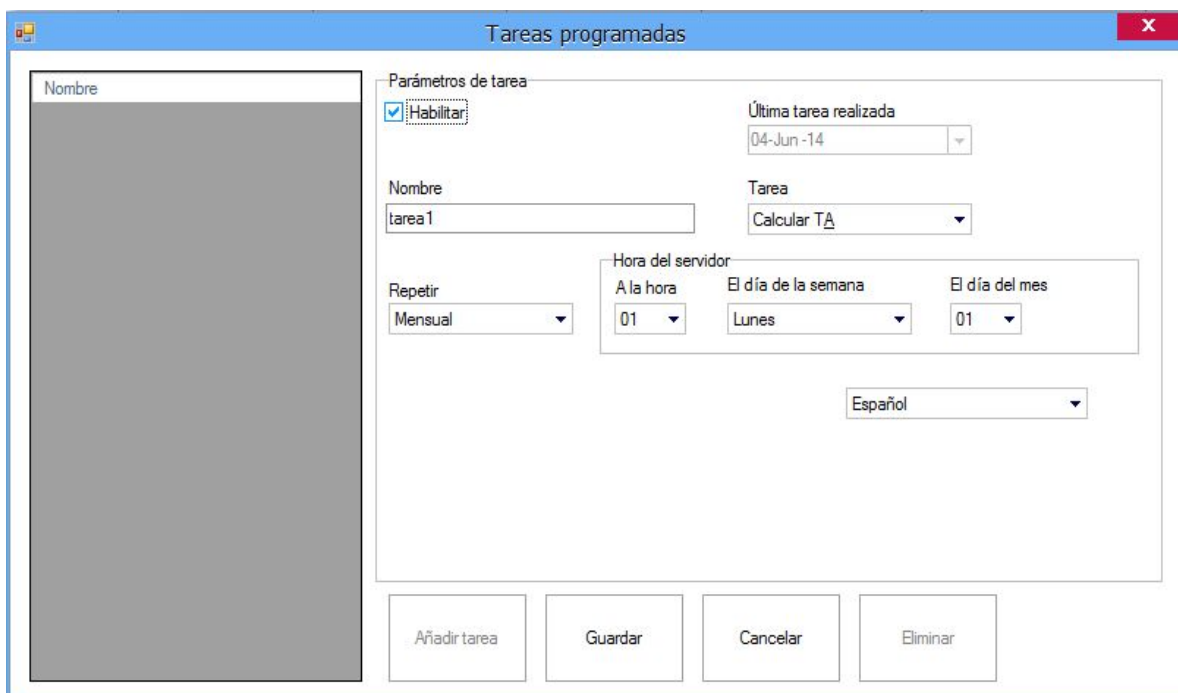 Tareas programadas
x
Nombre
Parámetros de tarea
Habilitar
Última tarea realizada
04-Jun -14
Nombre
Tarea
tarea1
Calcular TA
Hora del servidor
Repetir
A la hora
El día de la semana
El día del mes
Mensual
01
Lunes
01
Español
Añadir tarea
Guardar
Cancelar
Eliminar